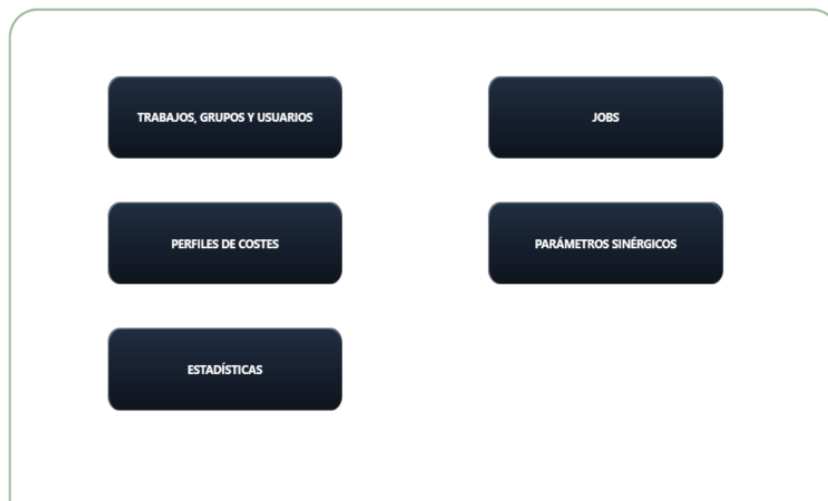 TRABAJOS, GRUPOS Y USUARIOS
JOBS
PERFILES DE COSTES
PARÁMETROS SINÉRGICOS
ESTADÍSTICAS